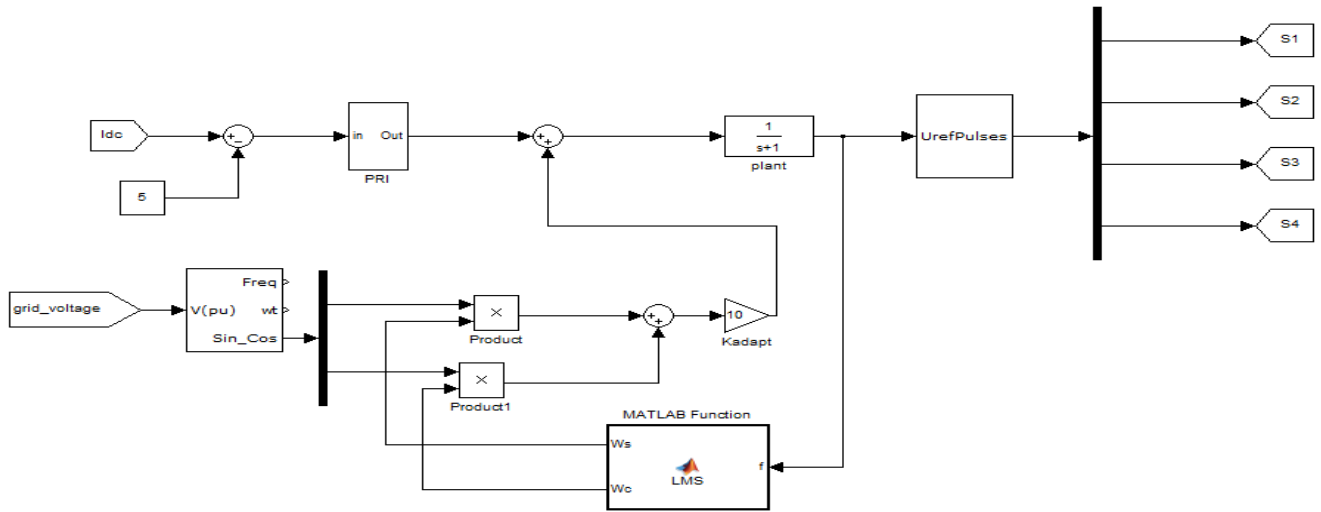 S1
S2
S3
S4
Idc
+
−
in
Out
PRI
+
+
1
s+1
plant
UrefPulses
5
grid_voltage
Freq
V(pu)
wt
Sin_Cos
×
Product
×
Product1
+
+
10
Kadapt
MATLAB Function
Ws
Wc
f
LMS